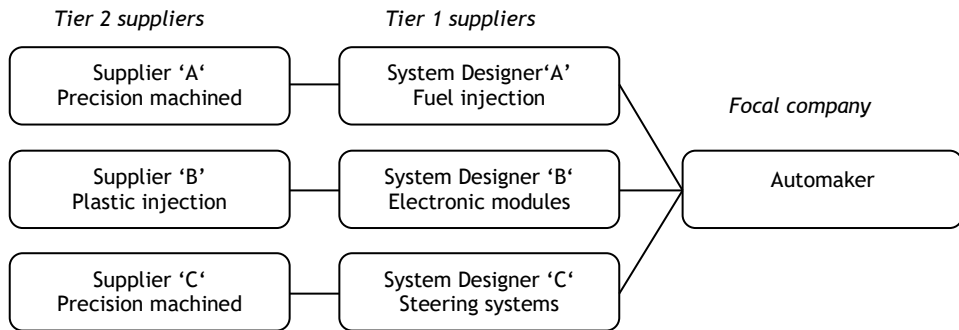 Tier 2 suppliers
Tier 1 suppliers
Focal company
Supplier ‘A‘
Precision machined
System Designer‘A’
Fuel injection
Supplier ‘B’
Plastic injection
System Designer ‘B‘
Electronic modules
Automaker
Supplier ‘C‘
Precision machined
System Designer ‘C‘
Steering systems